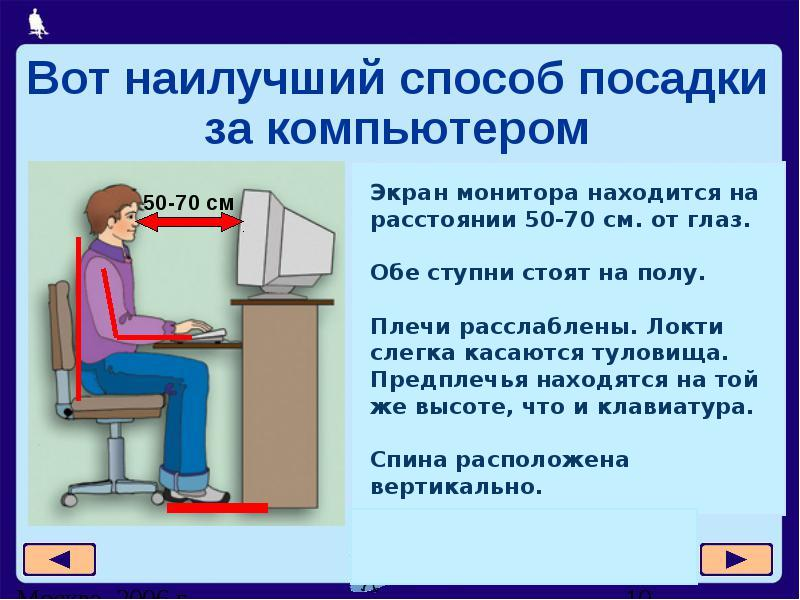 Вот наилучший способ посадки
за компьютером
50-70 см
Экран монитора находится на
расстоянии 50-70 см. от глаз.
Обе ступни стоят на полу.
Плечи расслаблены. Локти
слегка касаются туловища.
Предплечья находятся на той
же высоте, что и клавиатура.
Спина расположена
вертикально.
Москва, 2006 г.
10